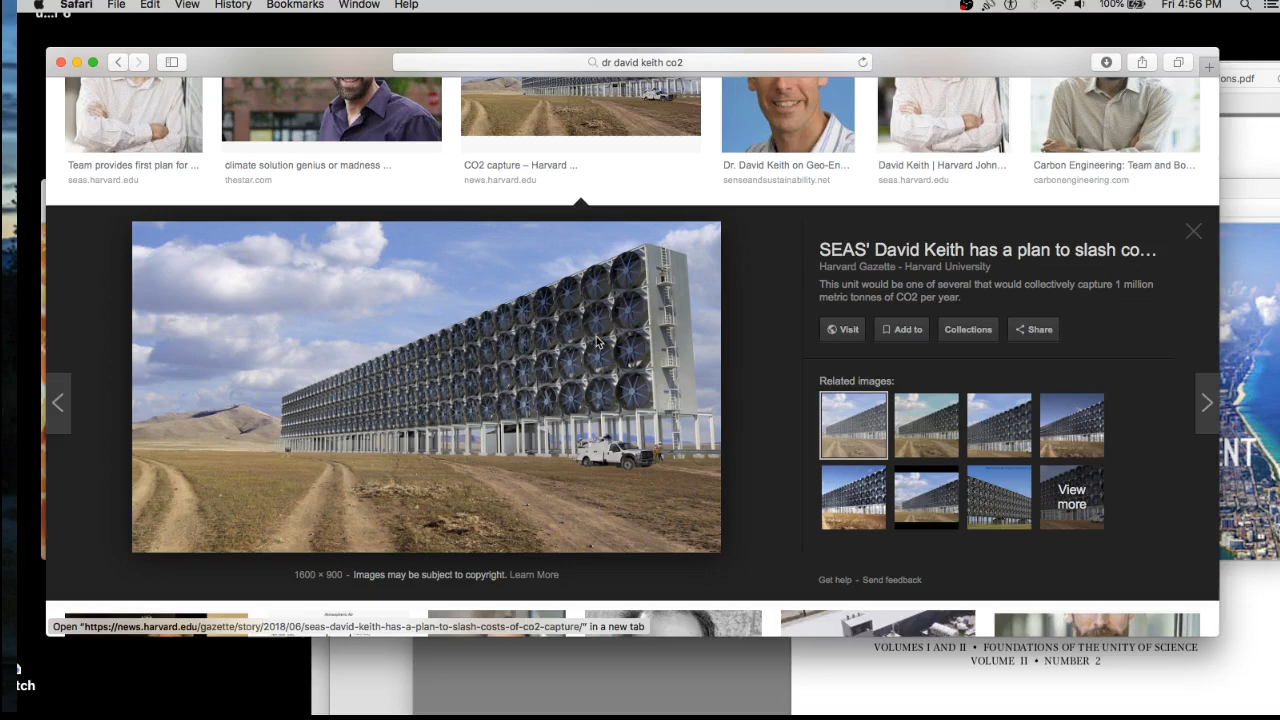 Safari File Edit View History Bookmarks Window Help 100% Fri 4:56 PM
dr david keith co2
ons.pdf
Team provides first plan for ...
seas.harvard.edu
climate solution genius or madness ...
thestar.com
CO2 capture – Harvard ...
news.harvard.edu
Dr. David Keith on Geo-En...
senseandsustainability.net
David Keith | Harvard John...
seas.harvard.edu
Carbon Engineering: Team and Bo...
carbonengineering.com
SEAS' David Keith has a plan to slash co...
Harvard Gazette - Harvard University
This unit would be one of several that would collectively capture 1 million
metric tonnes of CO2 per year.
Visit Add to Collections Share
Related images:
View
more
1600 × 900 - Images may be subject to copyright. Learn More
Get help - Send feedback
NT
Open “https://news.harvard.edu/gazette/story/2018/06/seas-david-keith-has-a-plan-to-slash-costs-of-co2-capture/” in a new tab
VOLUMES I AND II • FOUNDATIONS OF THE UNITY OF SCIENCE
VOLUME II • NUMBER 2
tch